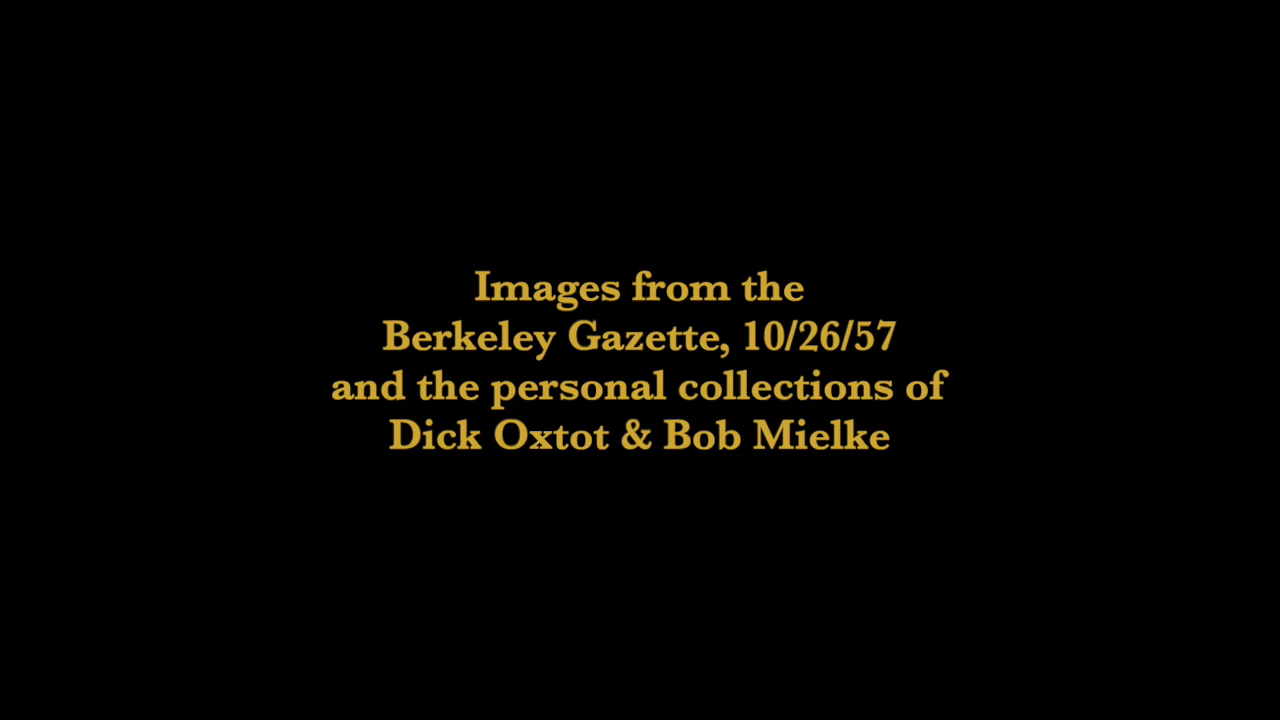 Images from the
Berkeley Gazette, 10/26/57
and the personal collections of
Dick Oxtot & Bob Mielke